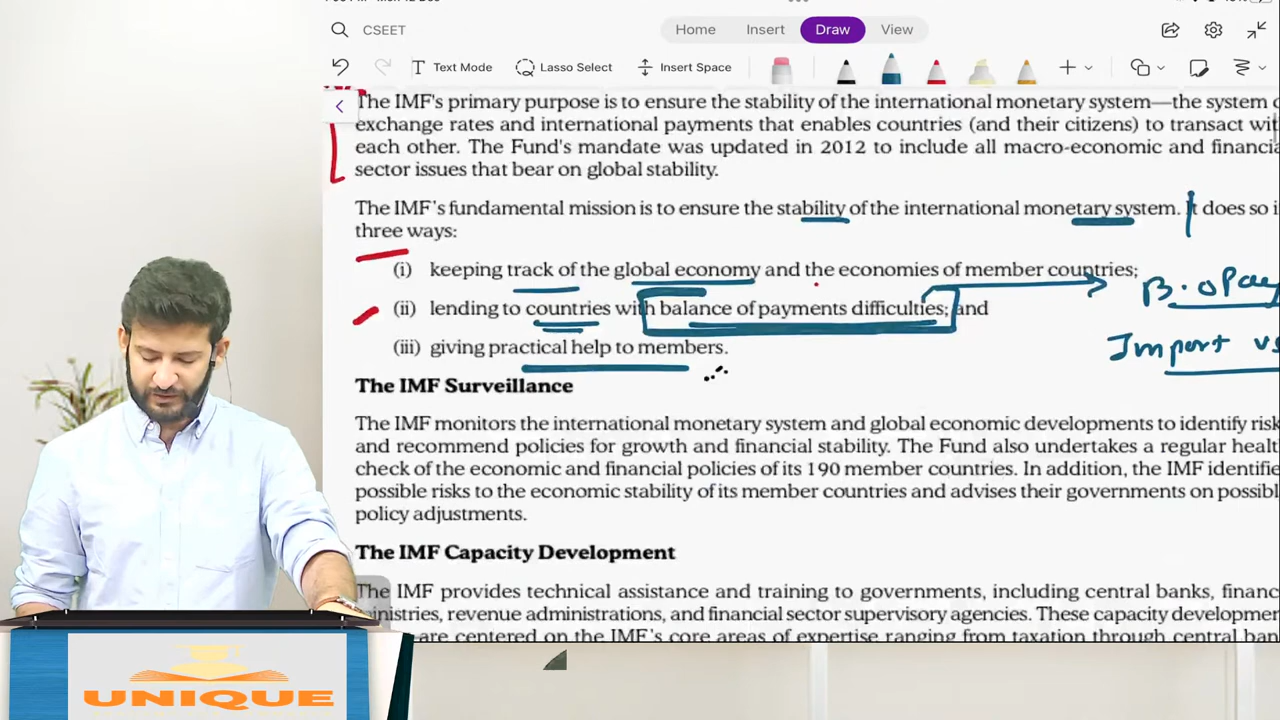 CSEET
Home Insert Draw View
Text Mode Lasso Select Insert Space
The IMF's primary purpose is to ensure the stability of the international monetary system—the system
exchange rates and international payments that enables countries (and their citizens) to transact
each other. The Fund's mandate was updated in 2012 to include all macro-economic and
sector issues that bear on global stability.
The IMF's fundamental mission is to ensure the stability of the international monetary system. It does so
three ways:
(i) keeping track of the global economy and the economies of member countries;
(ii) lending to countries with balance of payments difficulties; and
B. o Pay
(iii) giving practical help to members.
Import vs
The IMF Surveillance
The IMF monitors the international monetary system and global economic developments to identify
and recommend policies for growth and financial stability. The Fund also undertakes a regular
check of the economic and financial policies of its 190 member countries. In addition, the IMF
possible risks to the economic stability of its member countries and advises their governments on
policy adjustments.
The IMF Capacity Development
The IMF provides technical assistance and training to governments, including central banks,
ministries, revenue administrations, and financial sector supervisory agencies. These capacity
are centered on the IMF's core areas of expertise ranging from taxation through central
UNIQUE